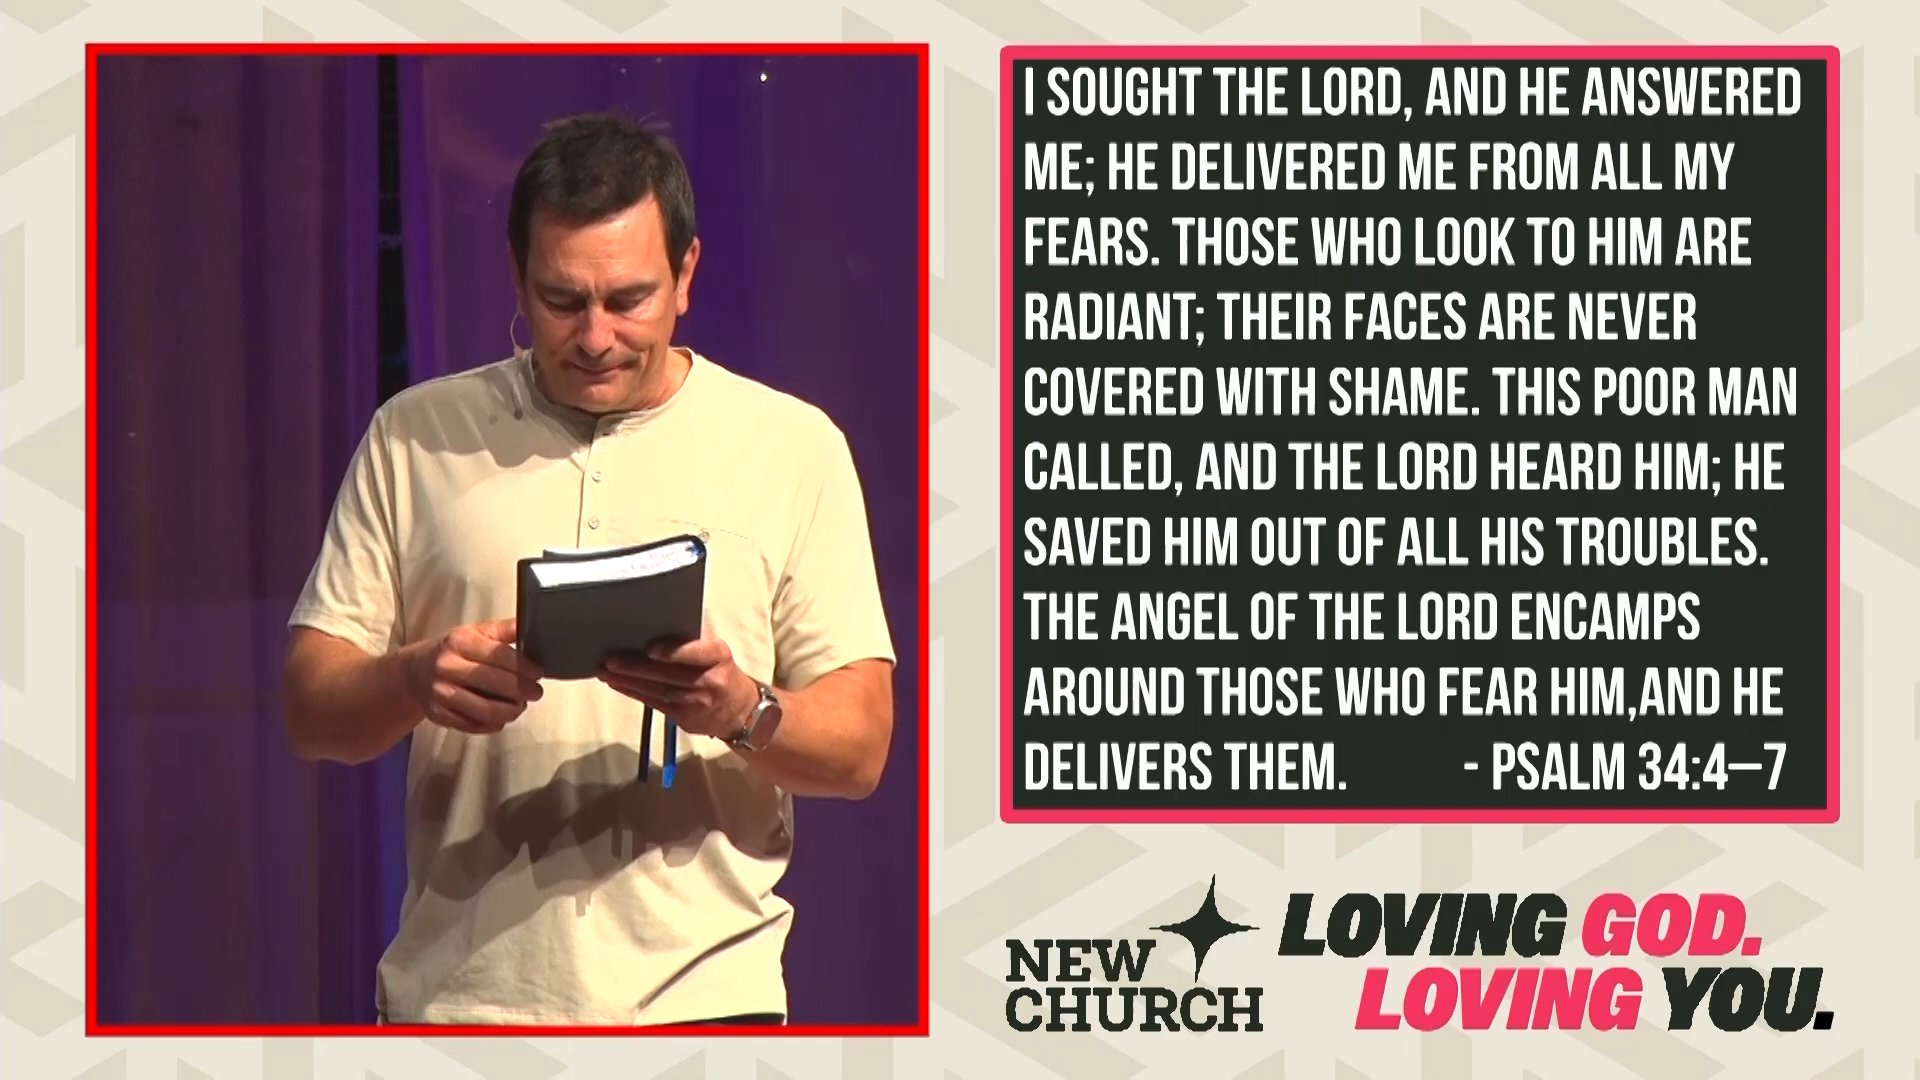 I SOUGHT THE LORD, AND HE ANSWERED
ME; HE DELIVERED ME FROM ALL MY
FEARS. THOSE WHO LOOK TO HIM ARE
RADIANT; THEIR FACES ARE NEVER
COVERED WITH SHAME. THIS POOR MAN
CALLED, AND THE LORD HEARD HIM; HE
SAVED HIM OUT OF ALL HIS TROUBLES.
THE ANGEL OF THE LORD ENCAMPS
AROUND THOSE WHO FEAR HIM,AND HE
DELIVERS THEM. - PSALM 34:4–7
NEW
CHURCH
LOVING GOD.
LOVING YOU.